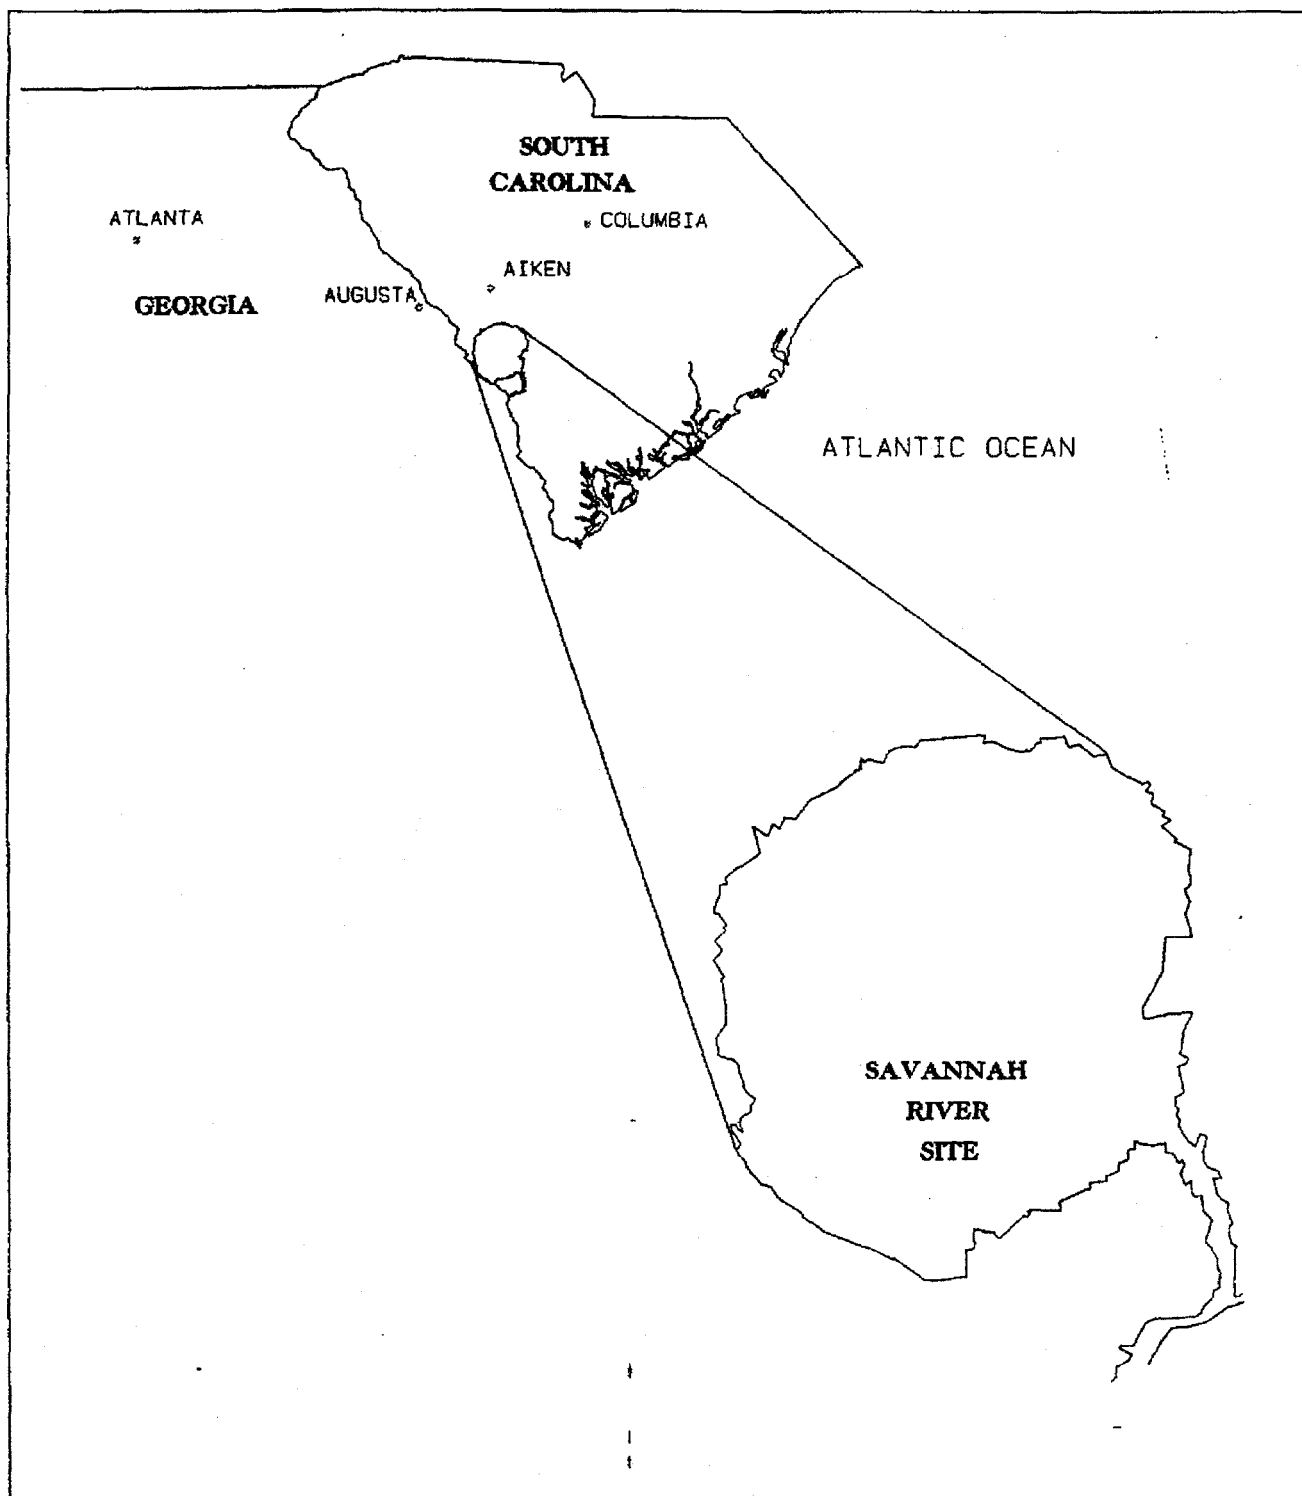 SOUTH
CAROLINA
ATLANTA
COLUMBIA
AIKEN
GEORGIA
AUGUSTA
ATLANTIC OCEAN
SAVANNAH
RIVER
SITE